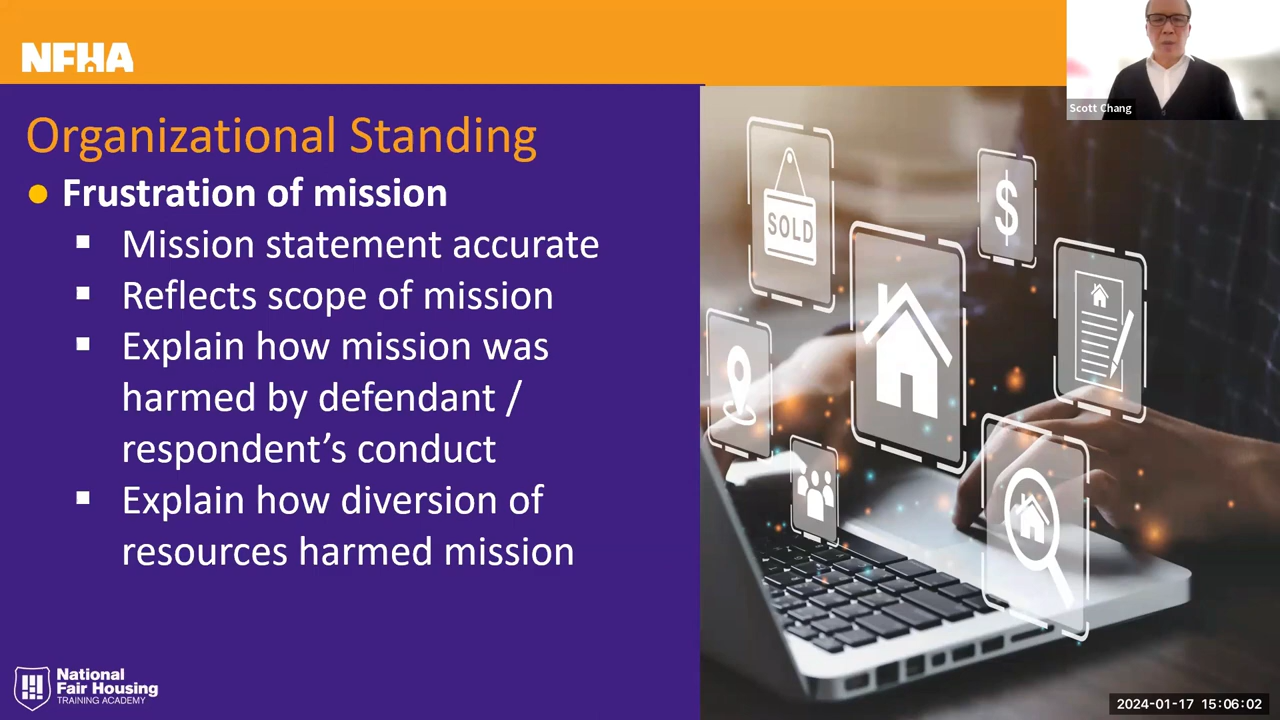 NFHA
Scott Chang
Organizational Standing
● Frustration of mission
▪ Mission statement accurate
▪ Reflects scope of mission
▪ Explain how mission was
harmed by defendant /
respondent’s conduct
▪ Explain how diversion of
resources harmed mission
SOLD
$
National
Fair Housing
TRAINING ACADEMY
2024-01-17 15:06:02